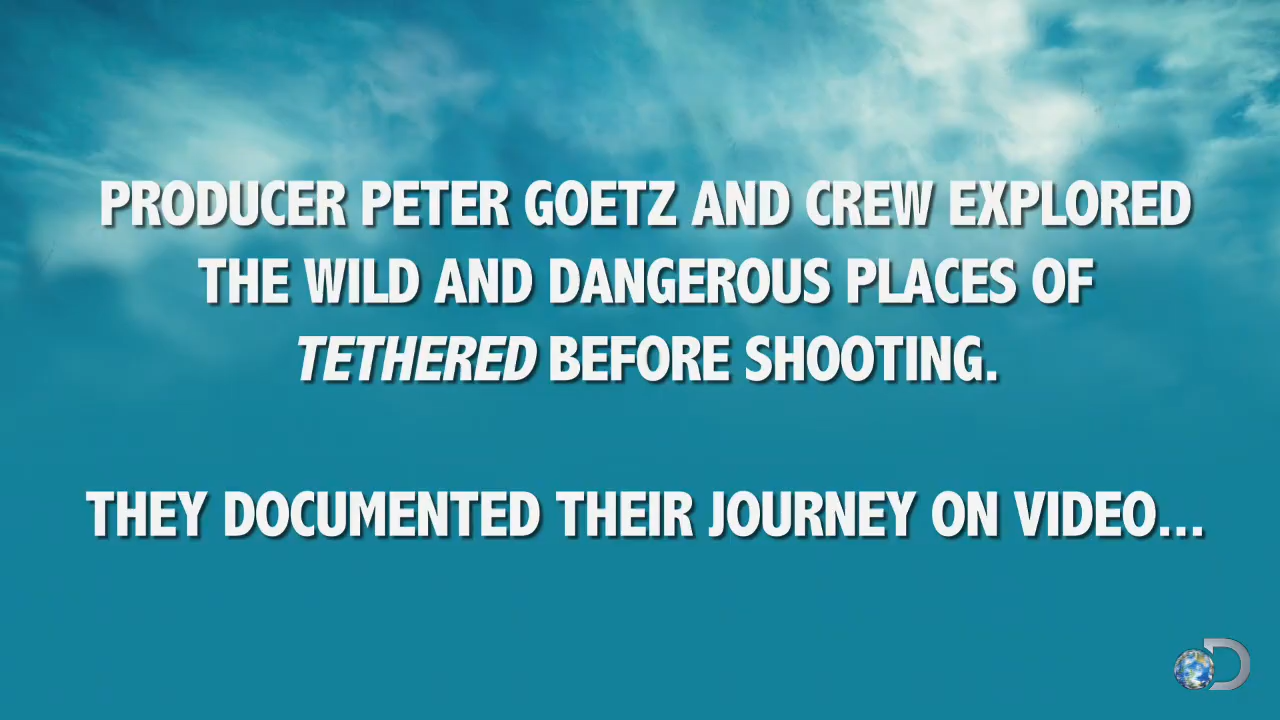 PRODUCER PETER GOETZ AND CREW EXPLORED
THE WILD AND DANGEROUS PLACES OF
TETHERED BEFORE SHOOTING.
THEY DOCUMENTED THEIR JOURNEY ON VIDEO...